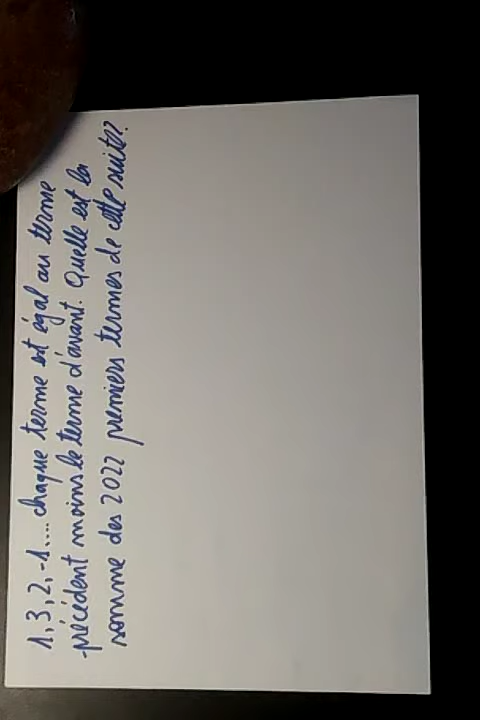 1, 3, 2, -1.... chaque terme est égal au terme
précédent moins le terme d'avant. Quelle est la
somme des 2022 premiers termes de cette suite?